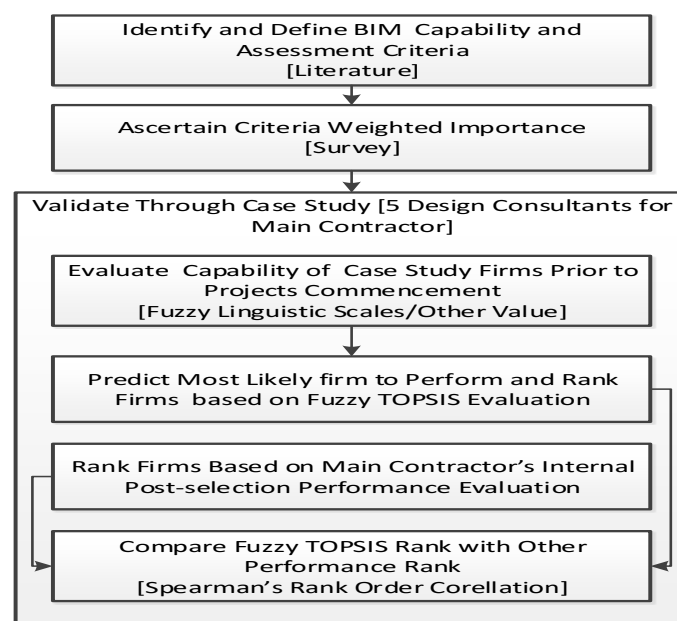 Identify and Define BIM Capability and
Assessment Criteria
[Literature]
Ascertain Criteria Weighted Importance
[Survey]
Validate Through Case Study [5 Design Consultants for
Main Contractor]
Evaluate Capability of Case Study Firms Prior to
Projects Commencement
[Fuzzy Linguistic Scales/Other Value]
Predict Most Likely firm to Perform and Rank
Firms based on Fuzzy TOPSIS Evaluation
Rank Firms Based on Main Contractor's Internal
Post-selection Performance Evaluation
Compare Fuzzy TOPSIS Rank with Other
Performance Rank
[Spearman's Rank Order Corellation]